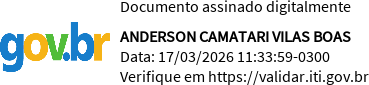 Documento assinado digitalmente
gov.br
ANDERSON CAMATARI VILAS BOAS
Data: 17/03/2026 11:33:59-0300
Verifique em https://validar.iti.gov.br